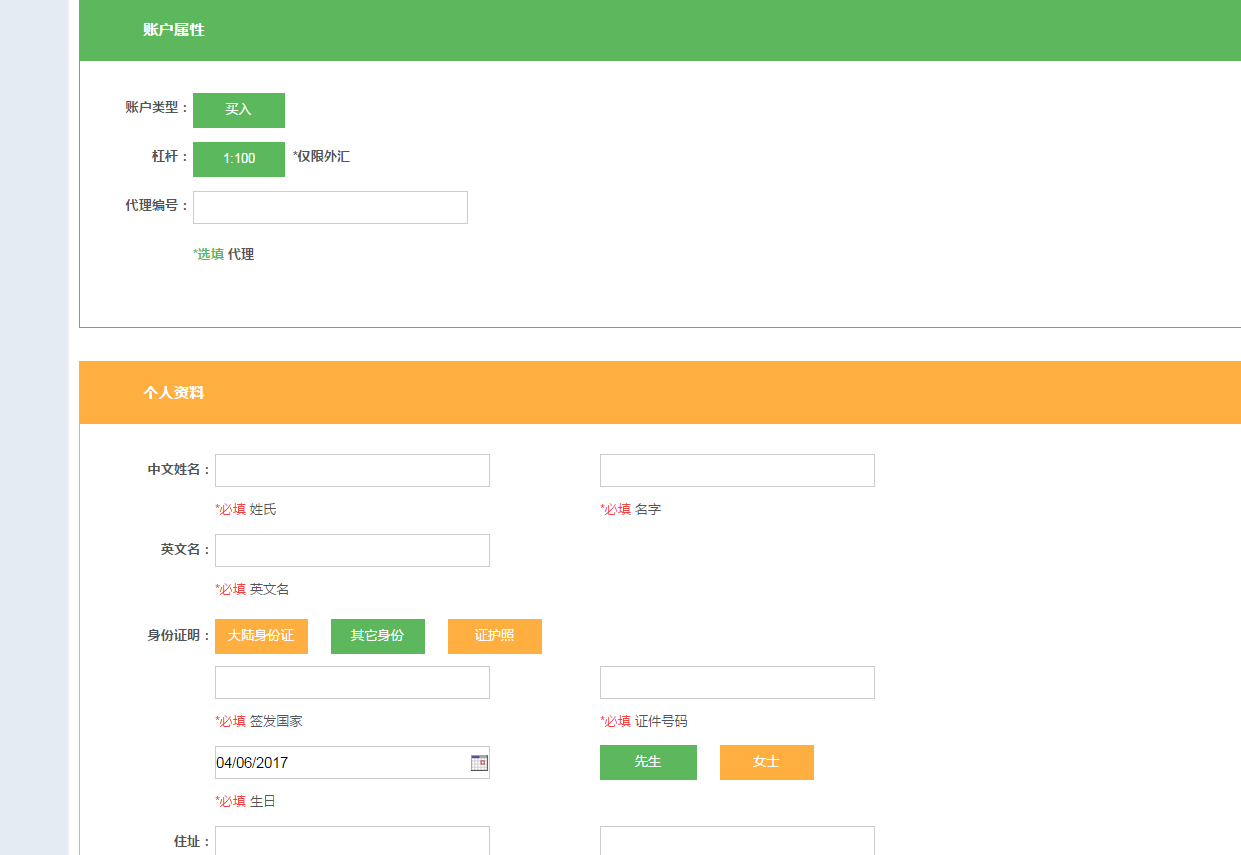 账户属性
账户类型： 买入
杠杆： 1:100 *仅限外汇
代理编号：
*选填 代理
个人资料
中文姓名：
*必填 姓氏 *必填 名字
英文名：
*必填 英文名
身份证明： 大陆身份证 其它身份 证护照
*必填 签发国家 *必填 证件号码
04/06/2017 先生 女士
*必填 生日
住址：